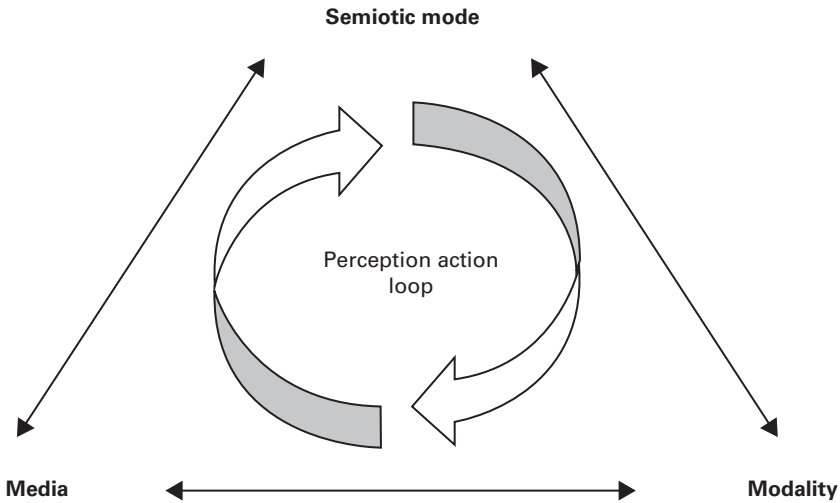 Semiotic mode
Perception action
loop
Media
Modality